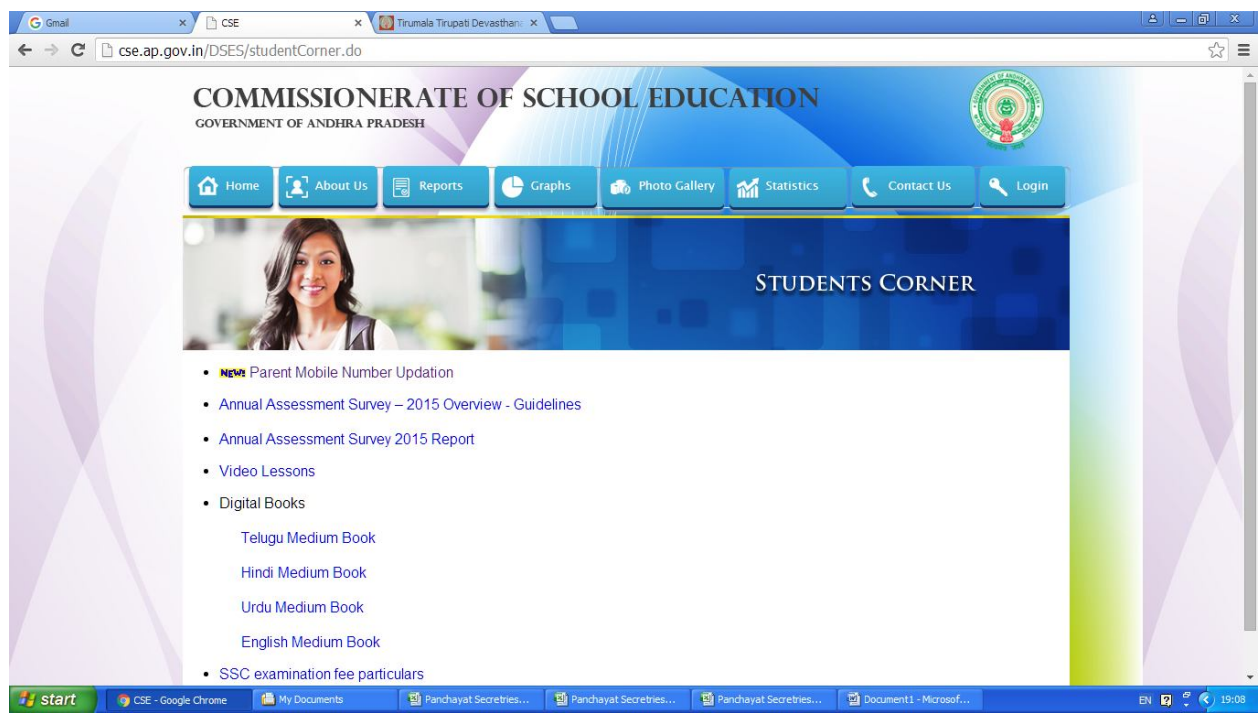 Gmail
CSE
Tirumala Tirupati Devasthana
cse.ap.gov.in/DSES/studentCorner.do
COMMISSIONERATE OF SCHOOL EDUCATION
GOVERNMENT OF ANDHRA PRADESH
Home About Us Reports Graphs Photo Gallery Statistics Contact Us Login
STUDENTS CORNER
NEW! Parent Mobile Number Updation
Annual Assessment Survey – 2015 Overview - Guidelines
Annual Assessment Survey 2015 Report
Video Lessons
Digital Books
Telugu Medium Book
Hindi Medium Book
Urdu Medium Book
English Medium Book
SSC examination fee particulars
start CSE - Google Chrome My Documents Panchayat Secretries... Panchayat Secretries... Panchayat Secretries... Document1 - Microsof... EN 19:08